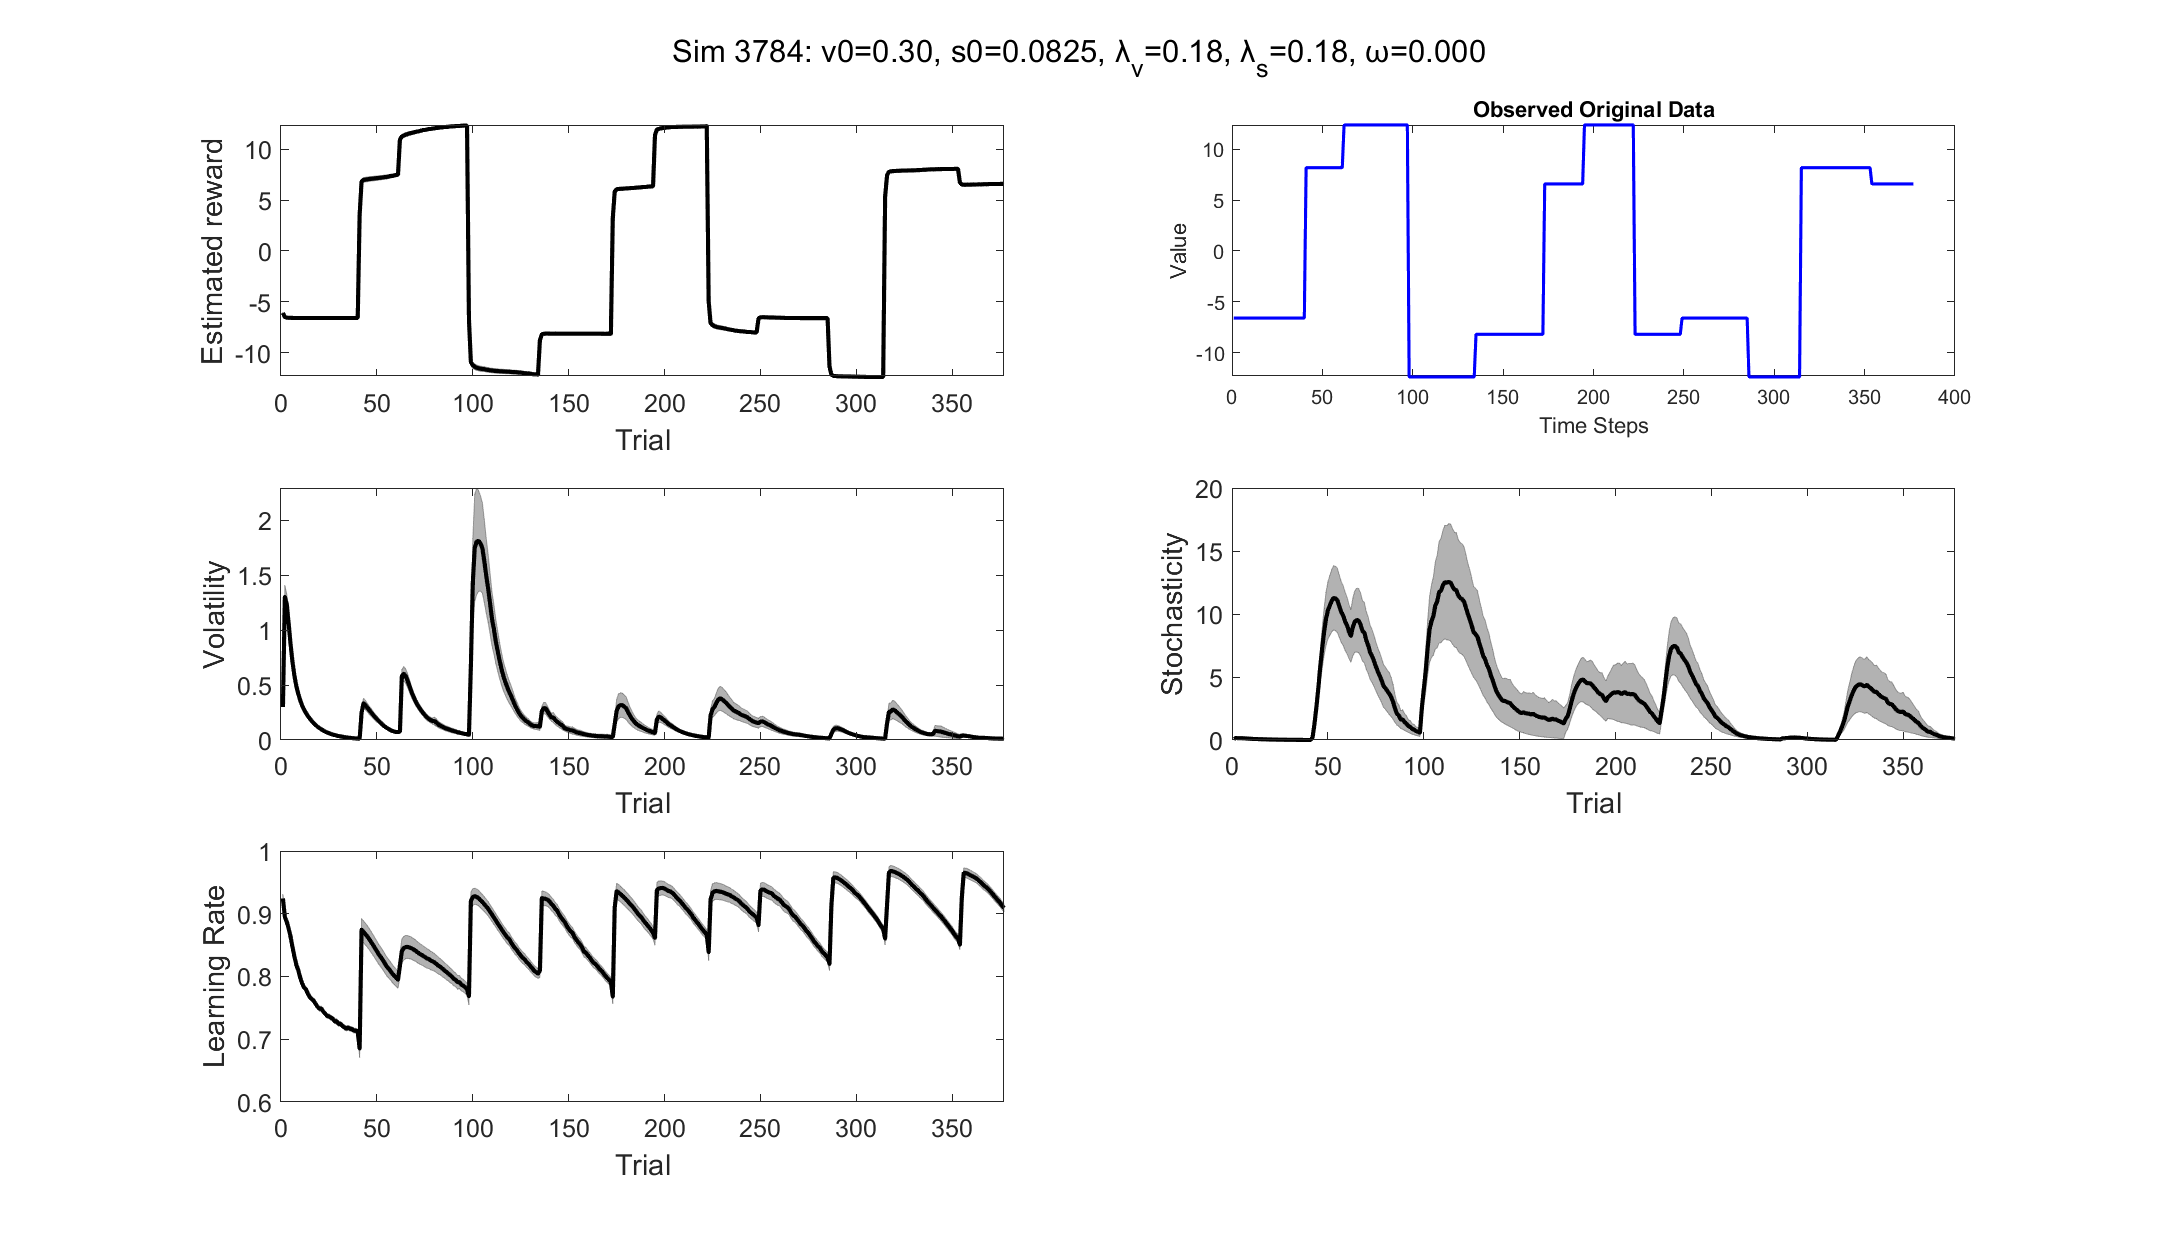 Sim 3784: v0=0.30, s0=0.0825, λ_v=0.18, λ_s=0.18, ω=0.000
Estimated reward
10
5
0
-5
-10
0 50 100 150 200 250 300 350
Trial
Observed Original Data
Value
10
5
0
-5
-10
0 50 100 150 200 250 300 350 400
Time Steps
Volatility
2
1.5
1
0.5
0
0 50 100 150 200 250 300 350
Trial
Stochasticity
20
15
10
5
0
0 50 100 150 200 250 300 350
Trial
Learning Rate
1
0.9
0.8
0.7
0.6
0 50 100 150 200 250 300 350
Trial